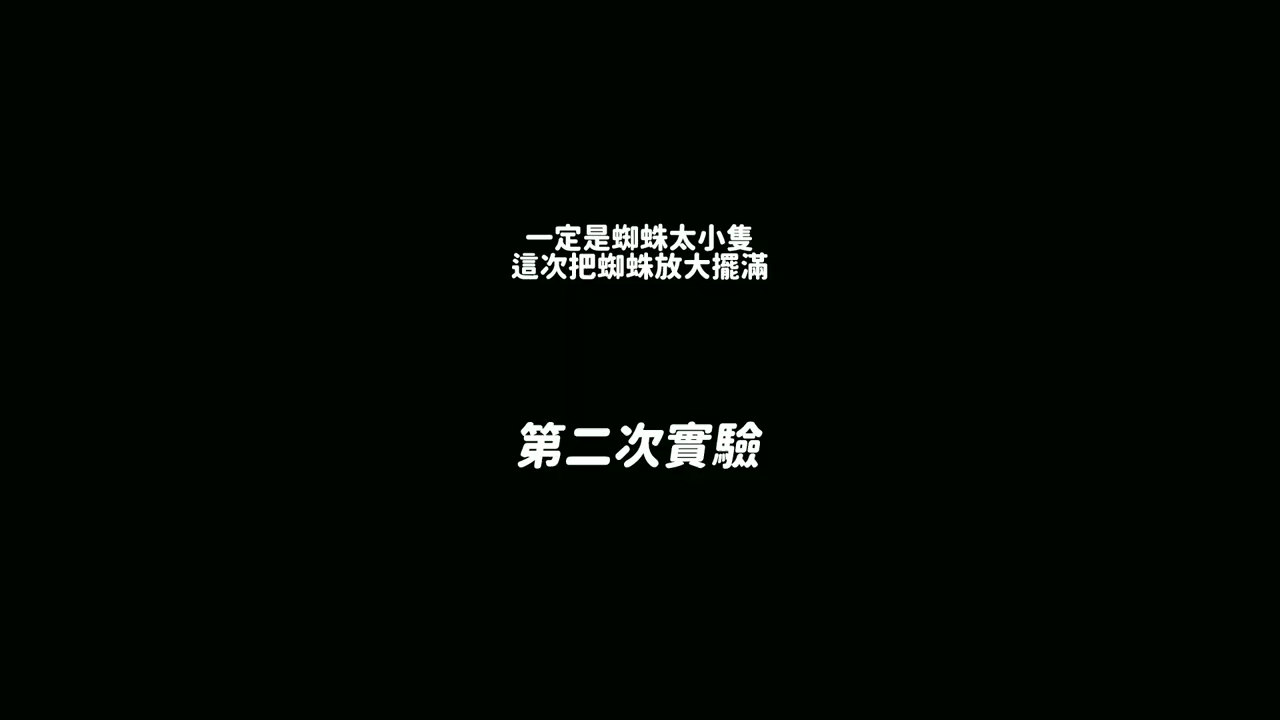 一定是蜘蛛太小隻
這次把蜘蛛放大擺滿
第二次實驗